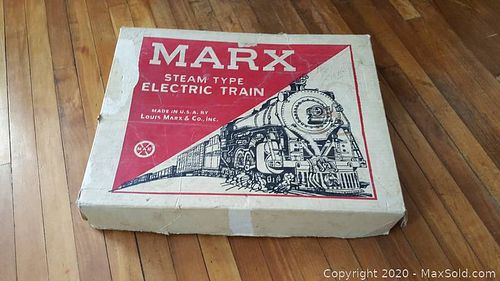 MARX
STEAM TYPE
ELECTRIC TRAIN
MADE IN U.S.A. BY
LOUIS MARX & CO., INC.
Copyright © 2020 - MaxSold.com